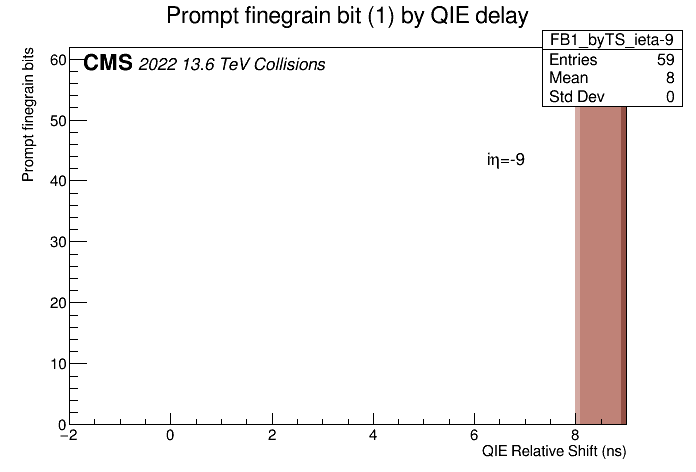 Prompt finegrain bit (1) by QIE delay
FB1_byTS_ieta-9
Entries 59
Mean 8
Std Dev 0
CMS 2022 13.6 TeV Collisions
Prompt finegrain bits
60
50
40
30
20
10
0
iη=-9
−2 0 2 4 6 8
QIE Relative Shift (ns)